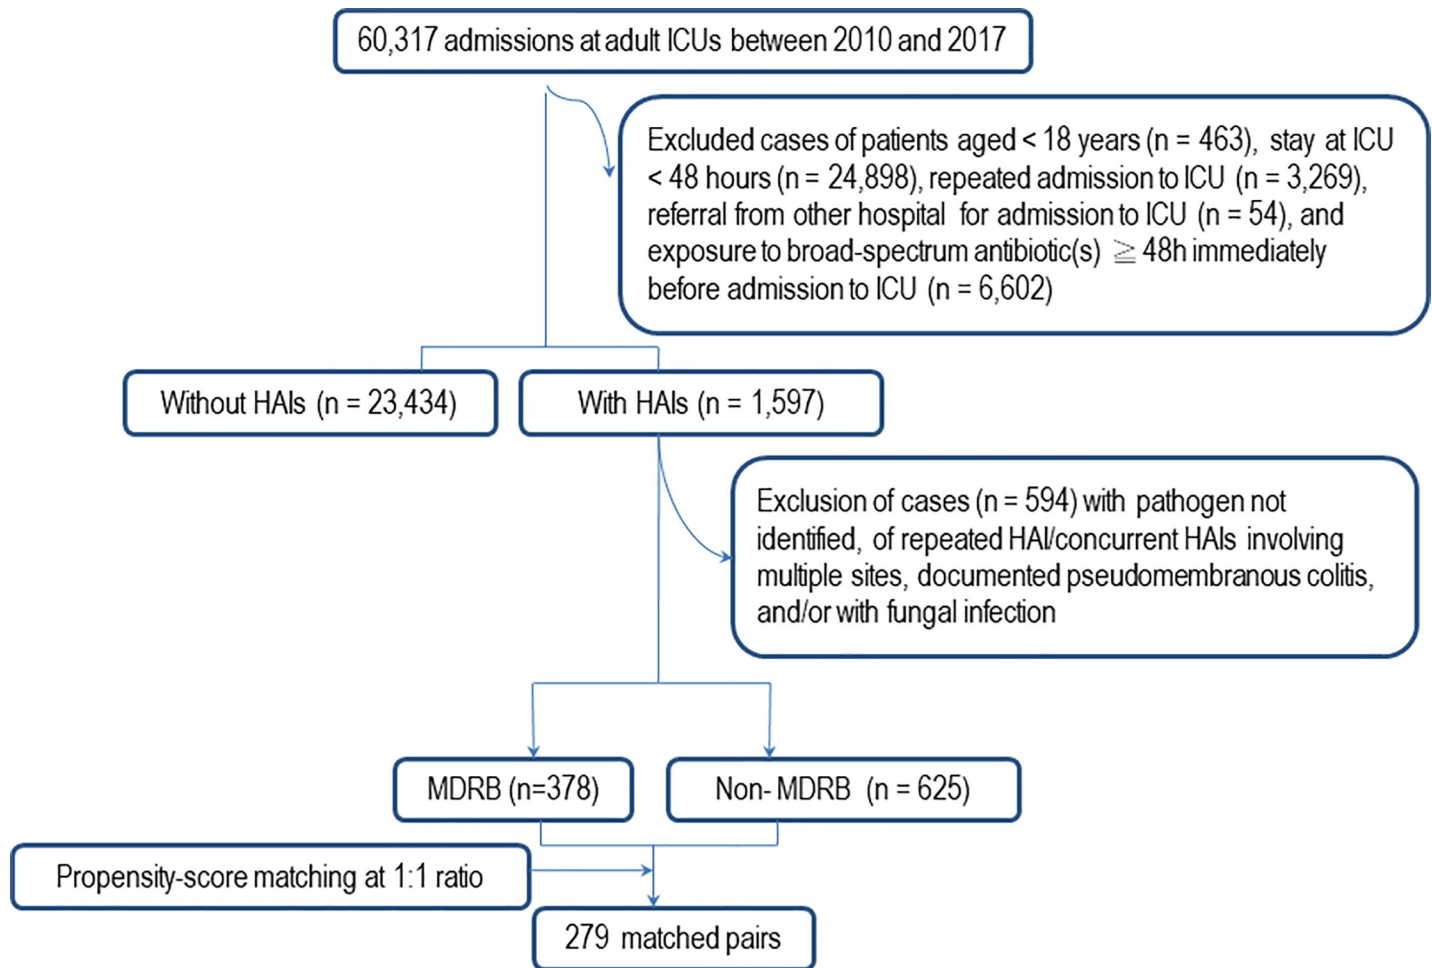 60,317 admissions at adult ICUs between 2010 and 2017
Excluded cases of patients aged < 18 years (n = 463), stay at ICU
< 48 hours (n = 24,898), repeated admission to ICU (n = 3,269),
referral from other hospital for admission to ICU (n = 54), and
exposure to broad-spectrum antibiotic(s) ≧ 48h immediately
before admission to ICU (n = 6,602)
Without HAIs (n = 23,434)
With HAIs (n = 1,597)
Exclusion of cases (n = 594) with pathogen not
identified, of repeated HAI/concurrent HAIs involving
multiple sites, documented pseudomembranous colitis,
and/or with fungal infection
MDRB (n=378)
Non- MDRB (n = 625)
Propensity-score matching at 1:1 ratio
279 matched pairs